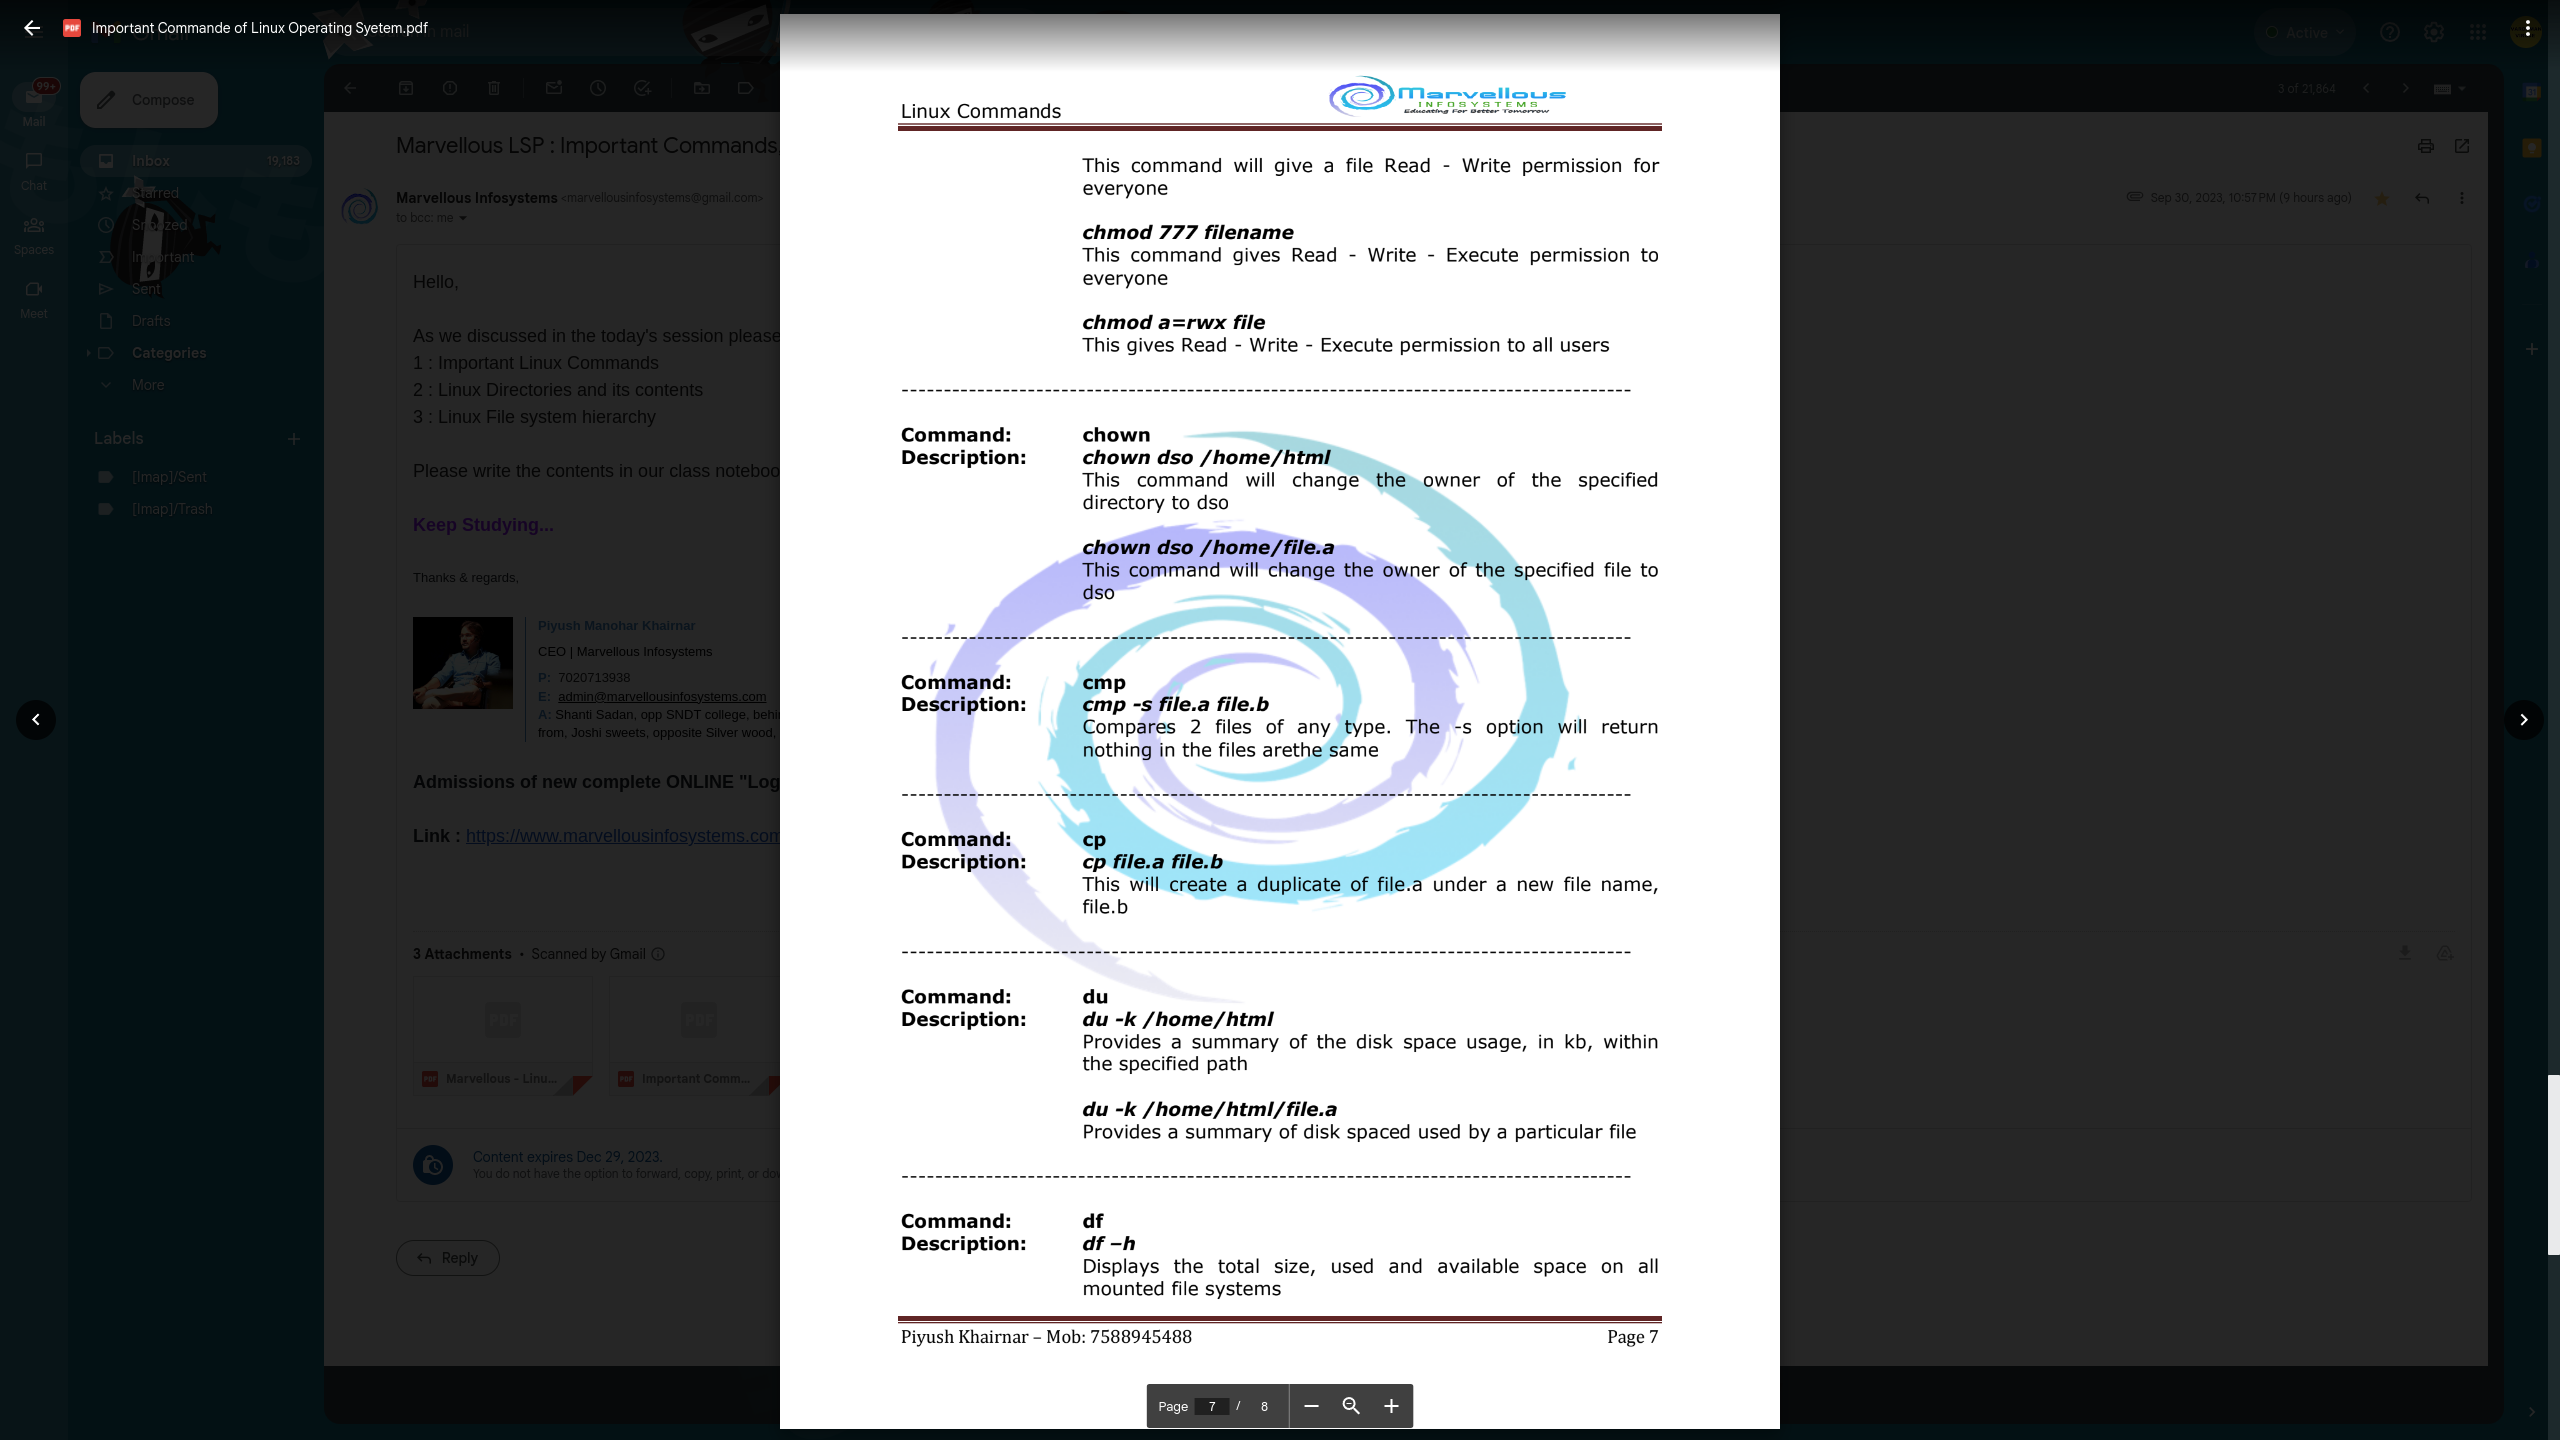 Important Commande of Linux Operating Syetem.pdf
mail
Active
99+
Mail
Compose
3 of 21,864
Linux Commands
Marvellous
INFOSYSTEMS
Educating For Better Tomorrow
Chat
Spaces
Meet
Inbox 19,183
Starred
Snoozed
Important
Sent
Drafts
Categories
More
Labels
[Imap]/Sent
[Imap]/Trash
Marvellous LSP : Important Commands
Marvellous Infosystems <marvellousinfosystems@gmail.com>
to bcc: me
Sep 30, 2023, 10:57 PM (9 hours ago)
Hello,
As we discussed in the today's session please
1 : Important Linux Commands
2 : Linux Directories and its contents
3 : Linux File system hierarchy
Please write the contents in our class noteboo
Keep Studying...
Thanks & regards,
Piyush Manohar Khairnar
CEO | Marvellous Infosystems
P: 7020713938
E: admin@marvellousinfosystems.com
A: Shanti Sadan, opp SNDT college, behi
from, Joshi sweets, opposite Silver wood,
Admissions of new complete ONLINE "Log
Link : https://www.marvellousinfosystems.com
3 Attachments • Scanned by Gmail
PDF
PDF
Marvellous - Linu...
Important Comm...
Content expires Dec 29, 2023.
You do not have the option to forward, copy, print, or dow
Reply
This command will give a file Read - Write permission for
everyone
chmod 777 filename
This command gives Read - Write - Execute permission to
everyone
chmod a=rwx file
This gives Read - Write - Execute permission to all users
---------------------------------------------------------------------------------------
Command: chown
Description: chown dso /home/html
This command will change the owner of the specified
directory to dso
chown dso /home/file.a
This command will change the owner of the specified file to
dso
---------------------------------------------------------------------------------------
Command: cmp
Description: cmp -s file.a file.b
Compares 2 files of any type. The -s option will return
nothing in the files arethe same
---------------------------------------------------------------------------------------
Command: cp
Description: cp file.a file.b
This will create a duplicate of file.a under a new file name,
file.b
---------------------------------------------------------------------------------------
Command: du
Description: du -k /home/html
Provides a summary of the disk space usage, in kb, within
the specified path
du -k /home/html/file.a
Provides a summary of disk spaced used by a particular file
---------------------------------------------------------------------------------------
Command: df
Description: df –h
Displays the total size, used and available space on all
mounted file systems
Piyush Khairnar – Mob: 7588945488 Page 7
Page 7 / 8